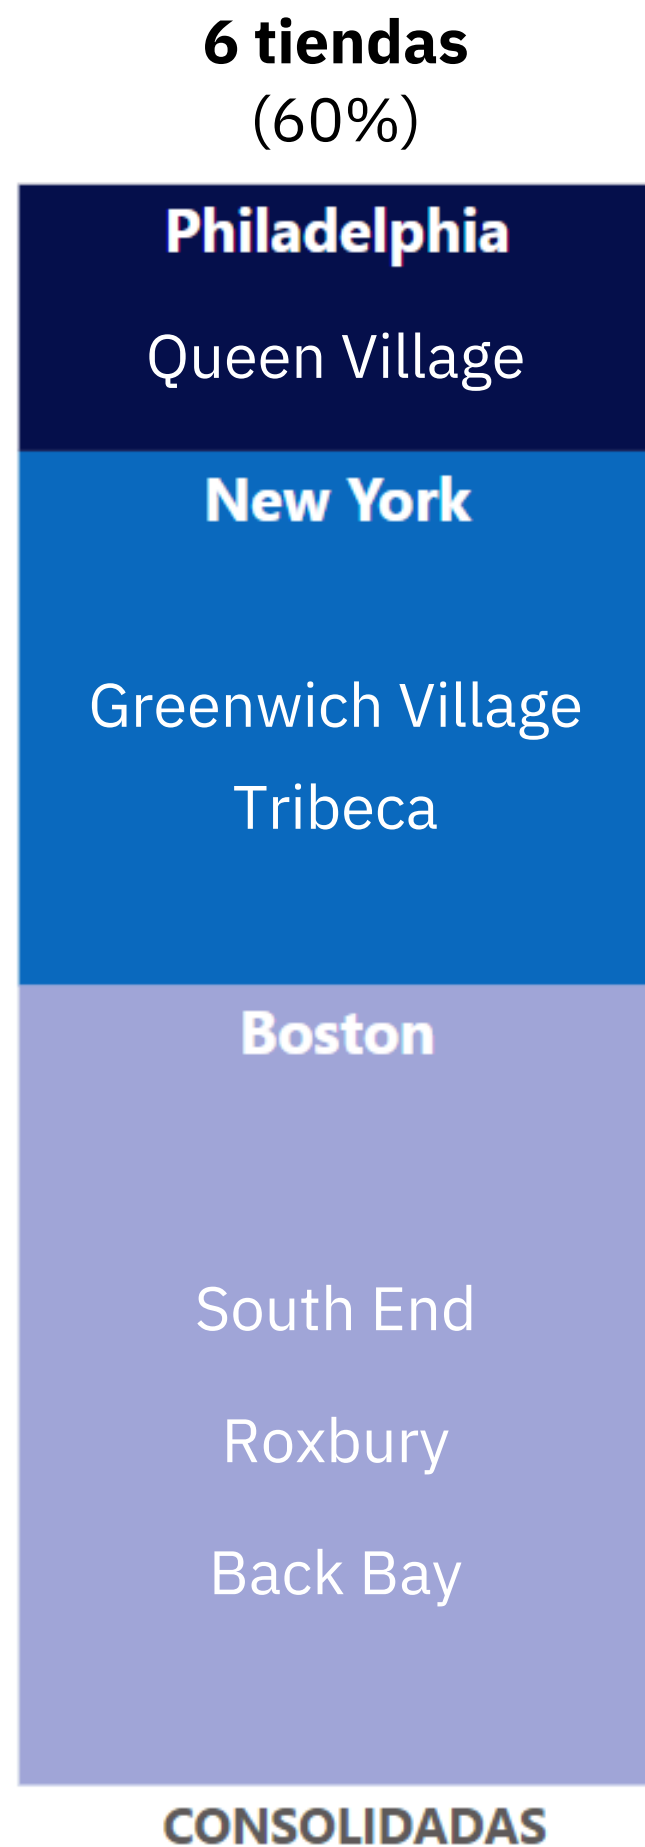 6 tiendas
(60%)
Philadelphia
Queen Village
New York
Greenwich Village
Tribeca
Boston
South End
Roxbury
Back Bay
CONSOLIDADAS